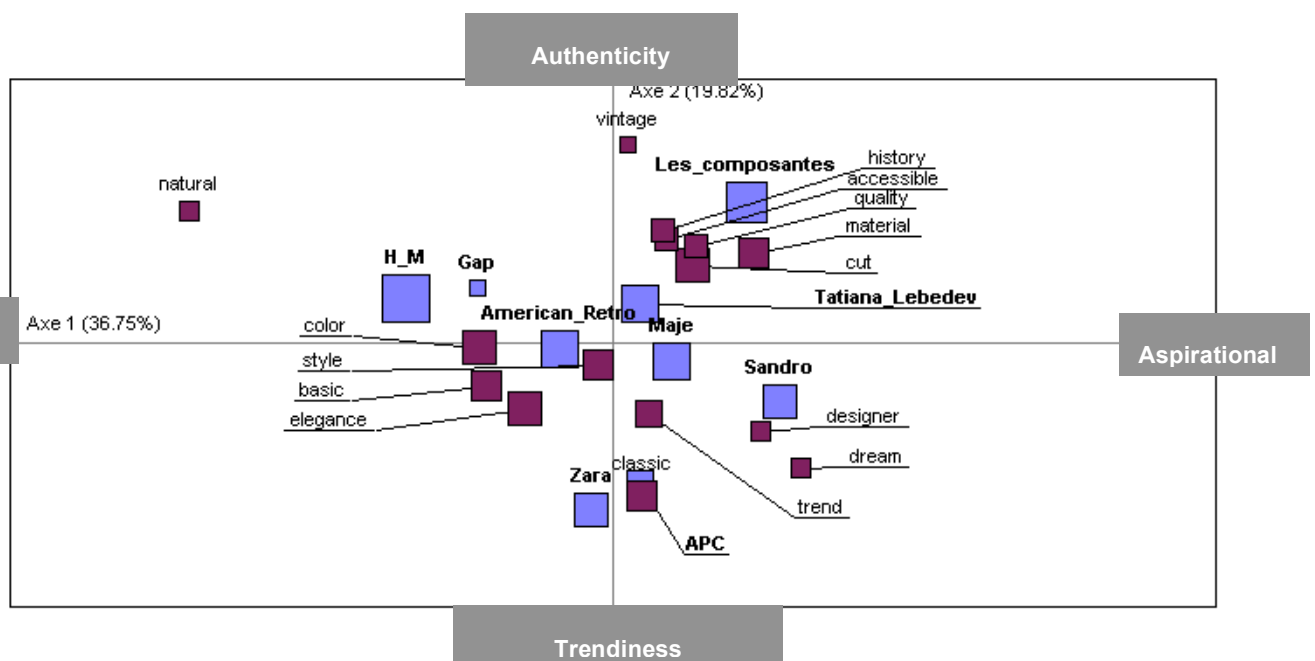 Authenticity
Axe 2 (19.82%)
vintage
Les_composantes
history
accessible
quality
material
cut
natural
H_M
Gap
Tatiana_Lebedev
American_Retro
Maje
Axe 1 (36.75%)
color
style
basic
elegance
Aspirational
Sandro
designer
dream
classic
Zara
trend
APC
Trendiness